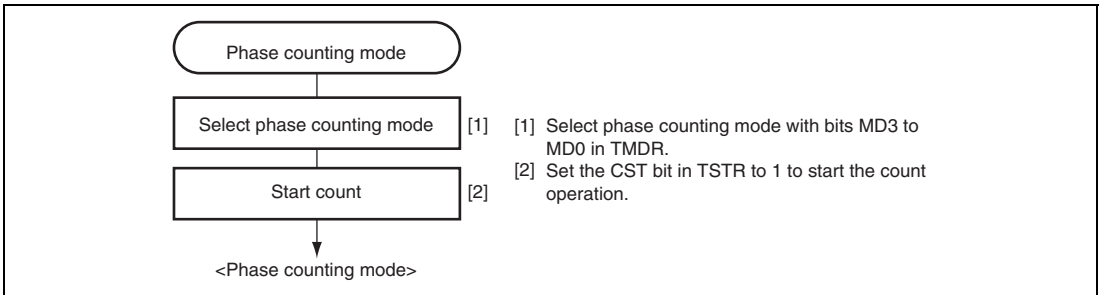 Phase counting mode
Select phase counting mode
[1]
[1] Select phase counting mode with bits MD3 to
MD0 in TMDR.
[2] Set the CST bit in TSTR to 1 to start the count
operation.
Start count
[2]
<Phase counting mode>